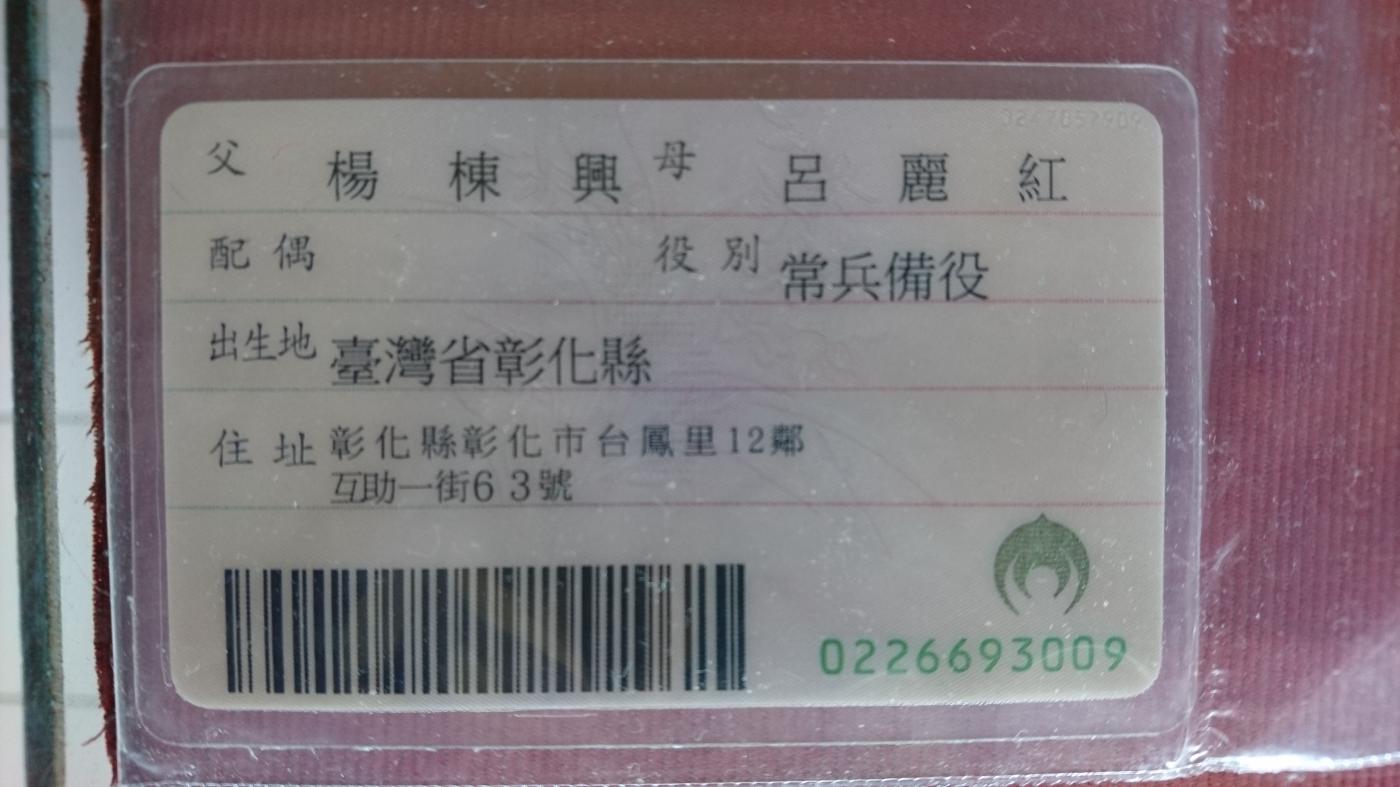 父 楊棟興 母 呂麗紅
配偶 役別 常兵備役
出生地 臺灣省彰化縣
住址 彰化縣彰化市台鳳里12鄰
互助一街63號
0226693009